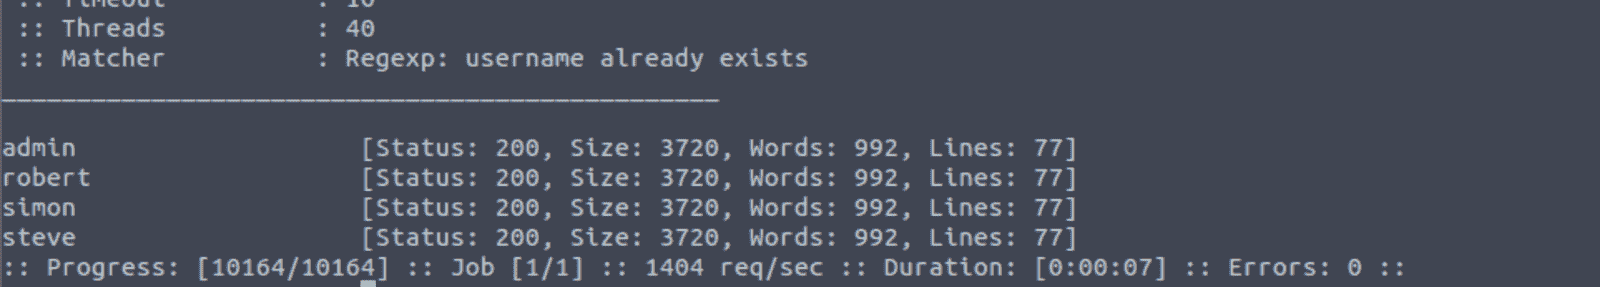 :: Timeout : 10
:: Threads : 40
:: Matcher : Regexp: username already exists
________________________________________________
admin [Status: 200, Size: 3720, Words: 992, Lines: 77]
robert [Status: 200, Size: 3720, Words: 992, Lines: 77]
simon [Status: 200, Size: 3720, Words: 992, Lines: 77]
steve [Status: 200, Size: 3720, Words: 992, Lines: 77]
:: Progress: [10164/10164] :: Job [1/1] :: 1404 req/sec :: Duration: [0:00:07] :: Errors: 0 ::